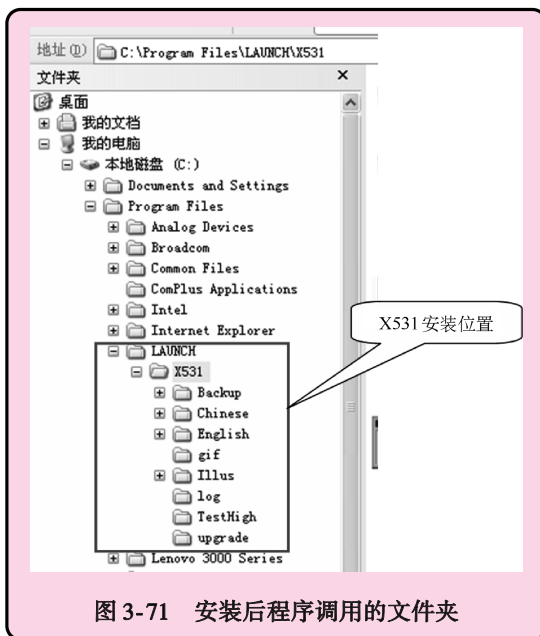 地址(D) C:\Program Files\LAUNCH\X531
文件夹 ×
桌面
我的文档
我的电脑
本地磁盘 (C:)
Documents and Settings
Program Files
Analog Devices
Broadcom
Common Files
ComPlus Applications
Intel
Internet Explorer
X531安装位置
LAUNCH
X531
Backup
Chinese
English
gif
Illus
log
TestHigh
upgrade
Lenovo 3000 Series
图 3-71 安装后程序调用的文件夹